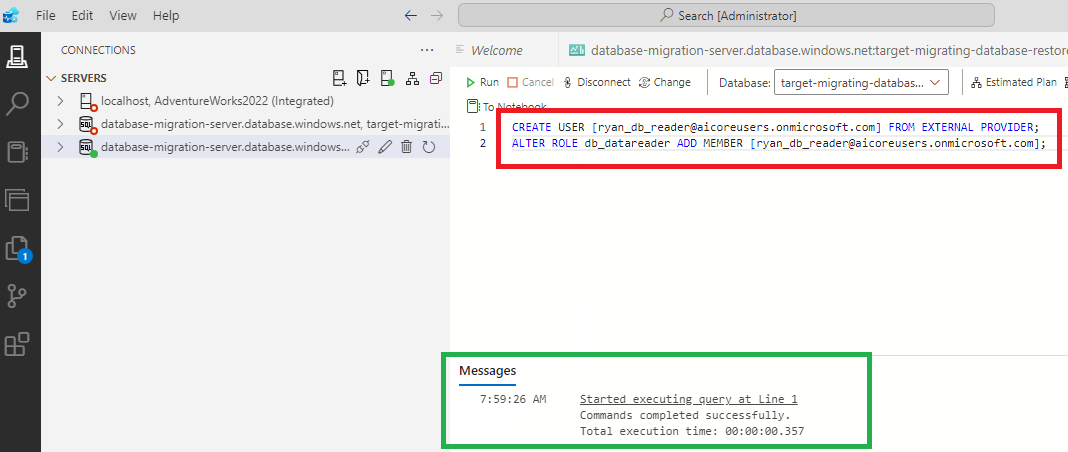 File Edit View Help
Search [Administrator]
CONNECTIONS
SERVERS
localhost, AdventureWorks2022 (Integrated)
database-migration-server.database.windows.net, target-migrati...
database-migration-server.database.windows...
1
Welcome
database-migration-server.database.windows.net:target-migrating-database-restore
Run Cancel Disconnect Change Database: target-migrating-databas... Estimated Plan
To Notebook
1 CREATE USER [ryan_db_reader@aicoreusers.onmicrosoft.com] FROM EXTERNAL PROVIDER;
2 ALTER ROLE db_datareader ADD MEMBER [ryan_db_reader@aicoreusers.onmicrosoft.com];
Messages
7:59:26 AM Started executing query at Line 1
Commands completed successfully.
Total execution time: 00:00:00.357